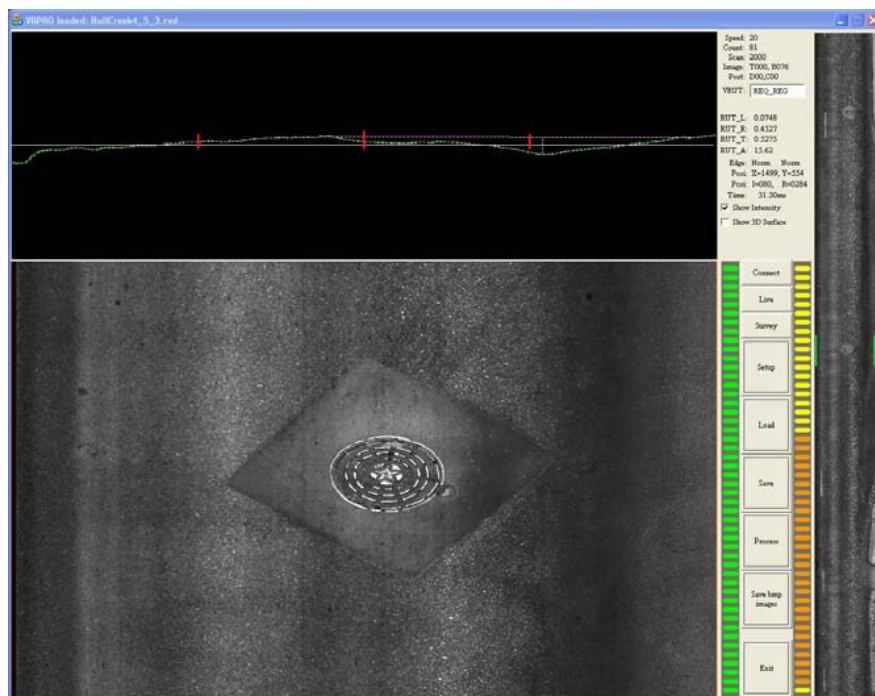 VRPRO loaded: BullCreek4_5_3.rvd
Speed: 20
Count: 81
Scan: 2000
Image: T000, B076
Post: D00,C00
VRUT: REQ_REG
RUT_L: 0.0748
RUT_R: 0.4527
RUT_T: 0.5275
RUT_A: 15.62
Edge: Norm Norm
Posi: X=1499, Y=554
Posi: I=080, R=0284
Time: 31.30ms
Show Intensity
Show 3D Surface
Connect
Live
Survey
Setup
Load
Save
Process
Save bmp
images
Exit